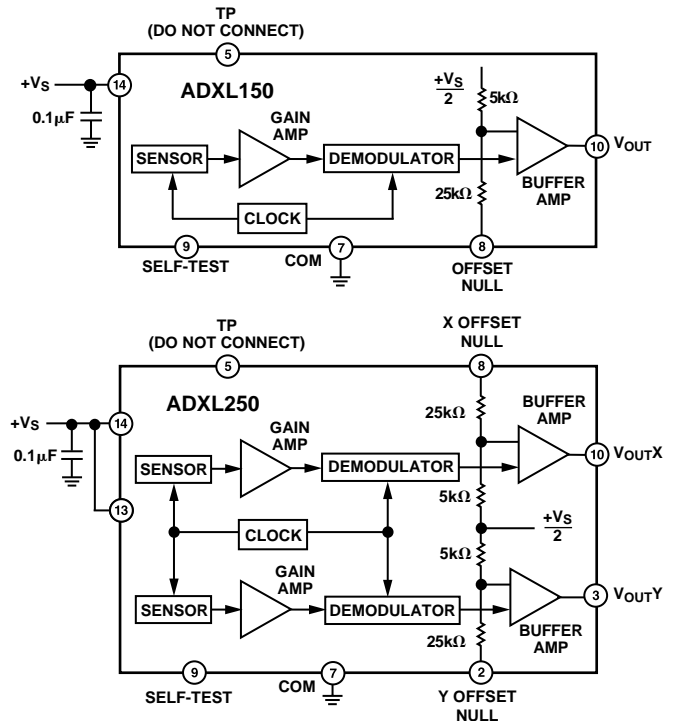 TP
(DO NOT CONNECT)
5
+VS
14
ADXL150
+VS
2
5kΩ
0.1µF
GAIN
AMP
SENSOR
DEMODULATOR
10
VOUT
25kΩ
BUFFER
AMP
CLOCK
9
7
8
SELF-TEST
COM
OFFSET
NULL
X OFFSET
NULL
TP
(DO NOT CONNECT)
5
8
+VS
14
ADXL250
25kΩ
BUFFER
AMP
0.1µF
GAIN
AMP
SENSOR
DEMODULATOR
10
VOUTX
5kΩ
13
CLOCK
+VS
2
5kΩ
GAIN
AMP
SENSOR
DEMODULATOR
3
VOUTY
25kΩ
BUFFER
AMP
9
7
2
SELF-TEST
COM
Y OFFSET
NULL